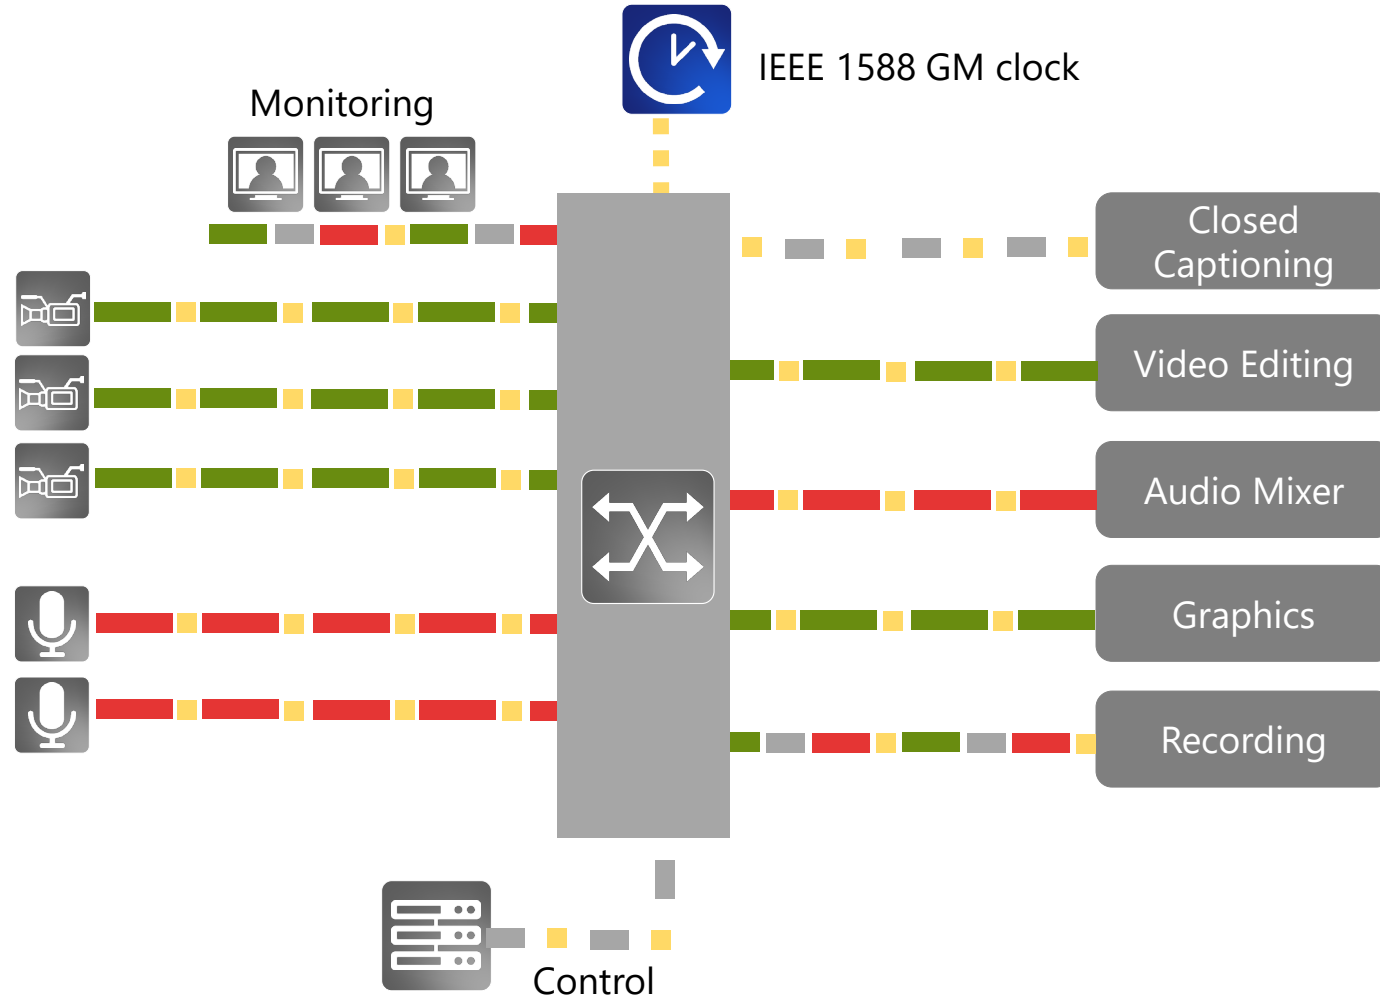 IEEE 1588 GM clock
Monitoring
Closed
Captioning
Video Editing
Audio Mixer
Graphics
Recording
Control